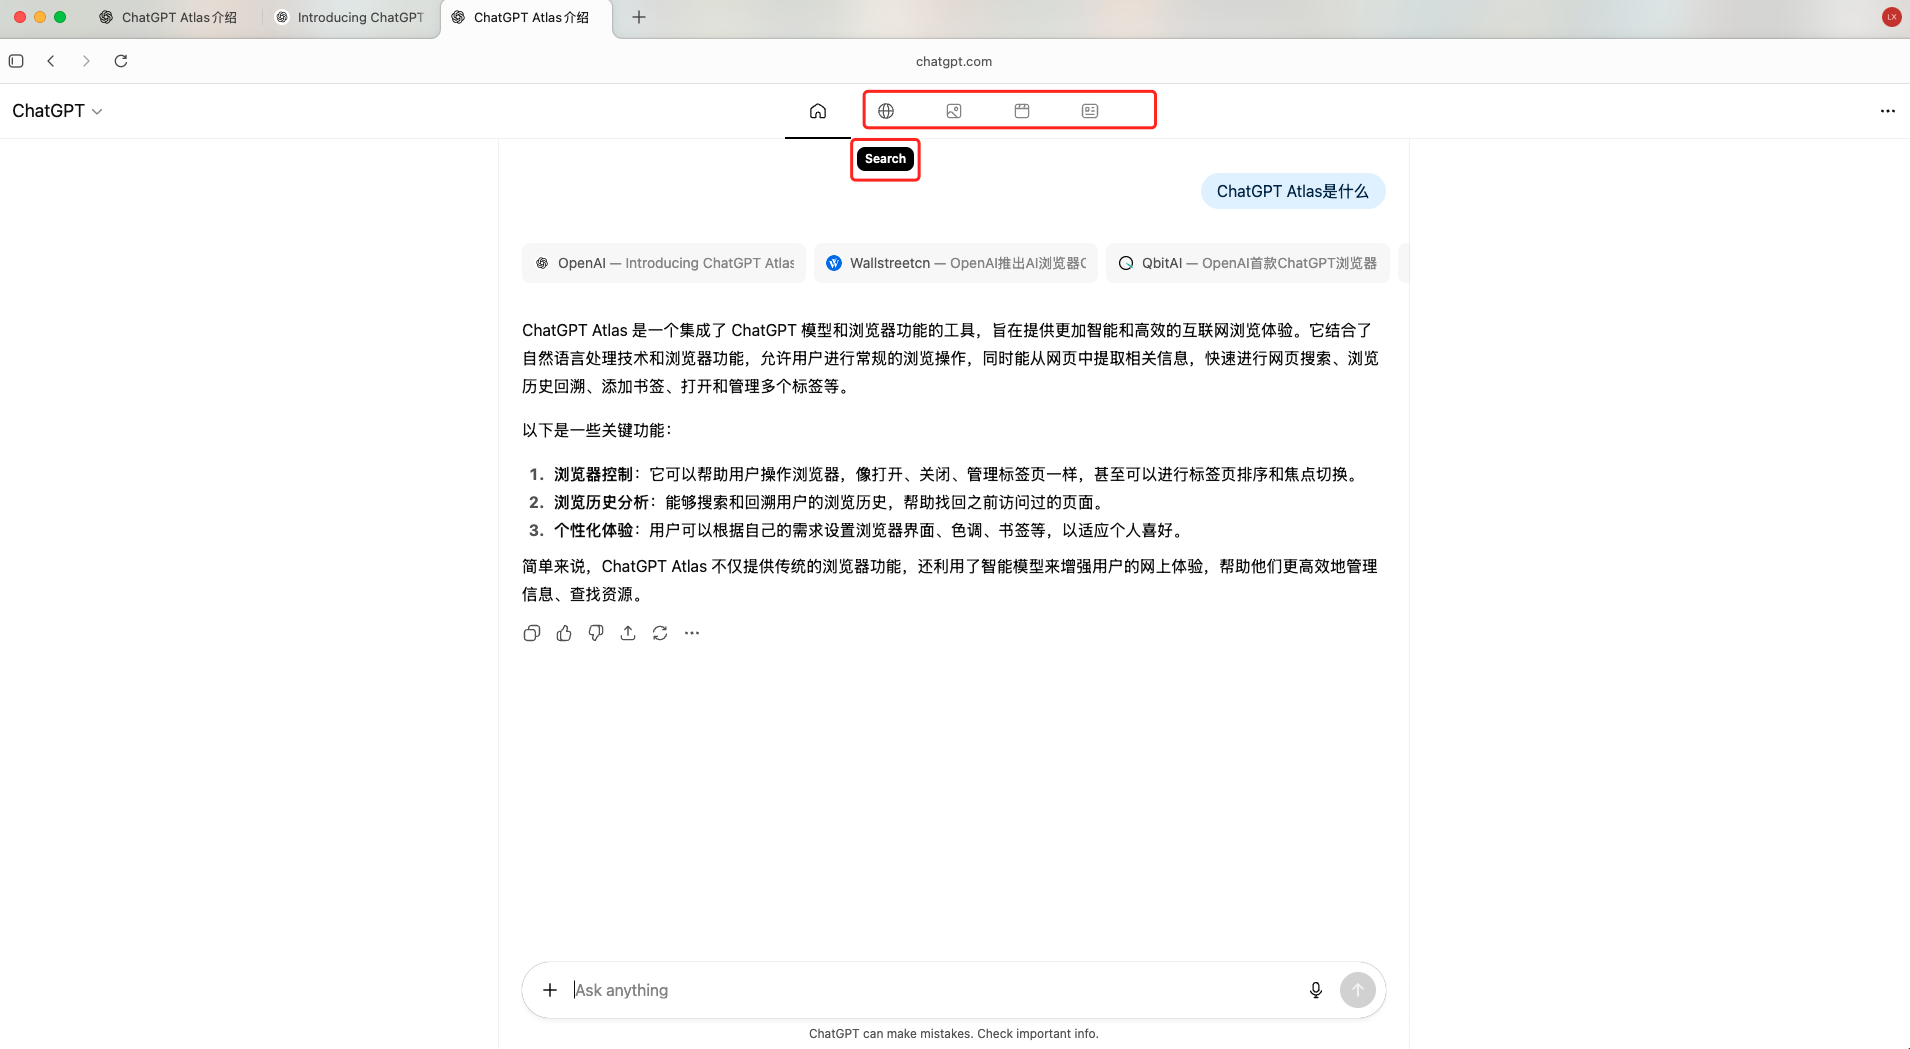 ChatGPT Atlas介绍
Introducing ChatGPT
ChatGPT Atlas介绍
LX
chatgpt.com
ChatGPT
Search
ChatGPT Atlas是什么
OpenAI — Introducing ChatGPT Atlas
Wallstreetcn — OpenAI推出AI浏览器C
QbitAI — OpenAI首款ChatGPT浏览器
ChatGPT Atlas 是一个集成了 ChatGPT 模型和浏览器功能的工具，旨在提供更加智能和高效的互联网浏览体验。它结合了
自然语言处理技术和浏览器功能，允许用户进行常规的浏览操作，同时能从网页中提取相关信息，快速进行网页搜索、浏览
历史回溯、添加书签、打开和管理多个标签等。
以下是一些关键功能：
1. 浏览器控制：它可以帮助用户操作浏览器，像打开、关闭、管理标签页一样，甚至可以进行标签页排序和焦点切换。
2. 浏览历史分析：能够搜索和回溯用户的浏览历史，帮助找回之前访问过的页面。
3. 个性化体验：用户可以根据自己的需求设置浏览器界面、色调、书签等，以适应个人喜好。
简单来说，ChatGPT Atlas 不仅提供传统的浏览器功能，还利用了智能模型来增强用户的网上体验，帮助他们更高效地管理
信息、查找资源。
Ask anything
ChatGPT can make mistakes. Check important info.